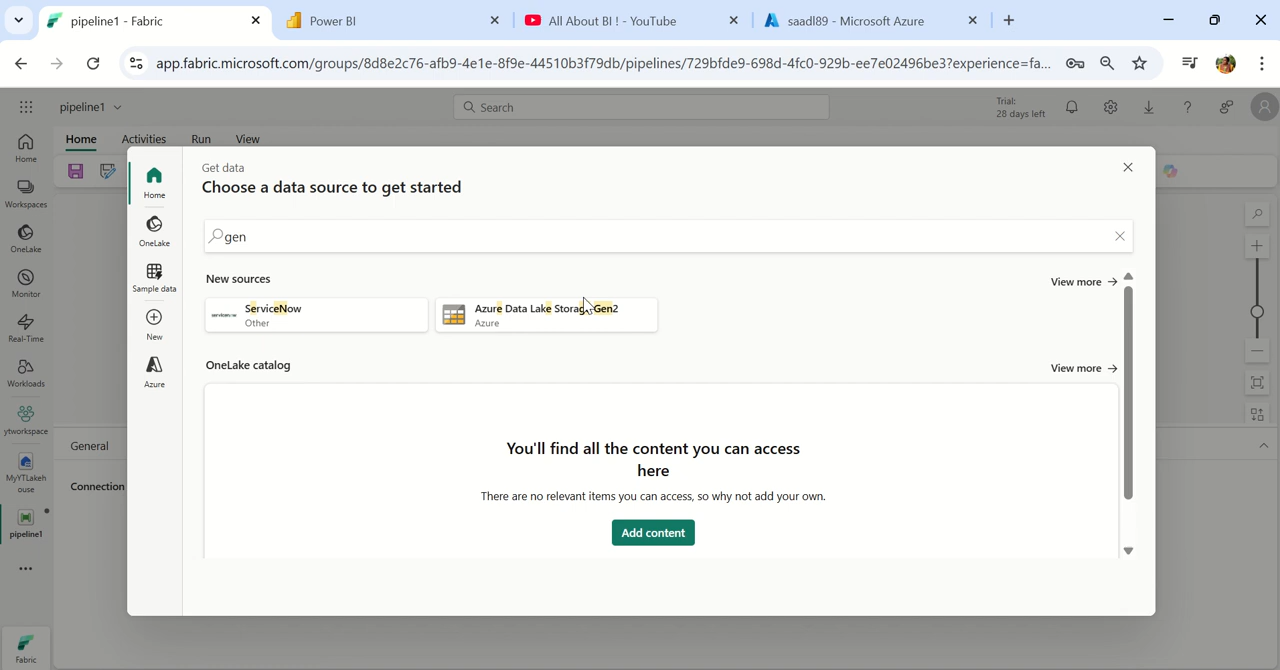 pipeline1 - Fabric
Power BI
All About BI ! - YouTube
saadl89 - Microsoft Azure
app.fabric.microsoft.com/groups/8d8e2c76-afb9-4e1e-8f9e-44510b3f79db/pipelines/729bfde9-698d-4fc0-929b-ee7e02496be3?experience=fa...
pipeline1
Search
Trial:
28 days left
Home
Activities
Run
View
Home
Workspaces
OneLake
Monitor
Real-Time
Workloads
ytworkspace
MyYTLakeh
ouse
pipeline1
Fabric
General
Connection
Home
OneLake
Sample data
New
Azure
Get data
Choose a data source to get started
gen
New sources
View more
ServiceNow
Other
Azure Data Lake Storage Gen2
Azure
OneLake catalog
View more
You'll find all the content you can access
here
There are no relevant items you can access, so why not add your own.
Add content